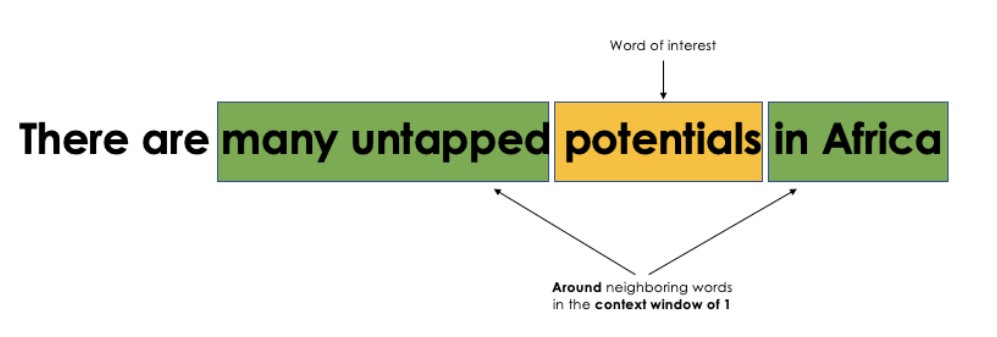 Word of interest
There are many untapped potentials in Africa
Around neighboring words
in the context window of 1